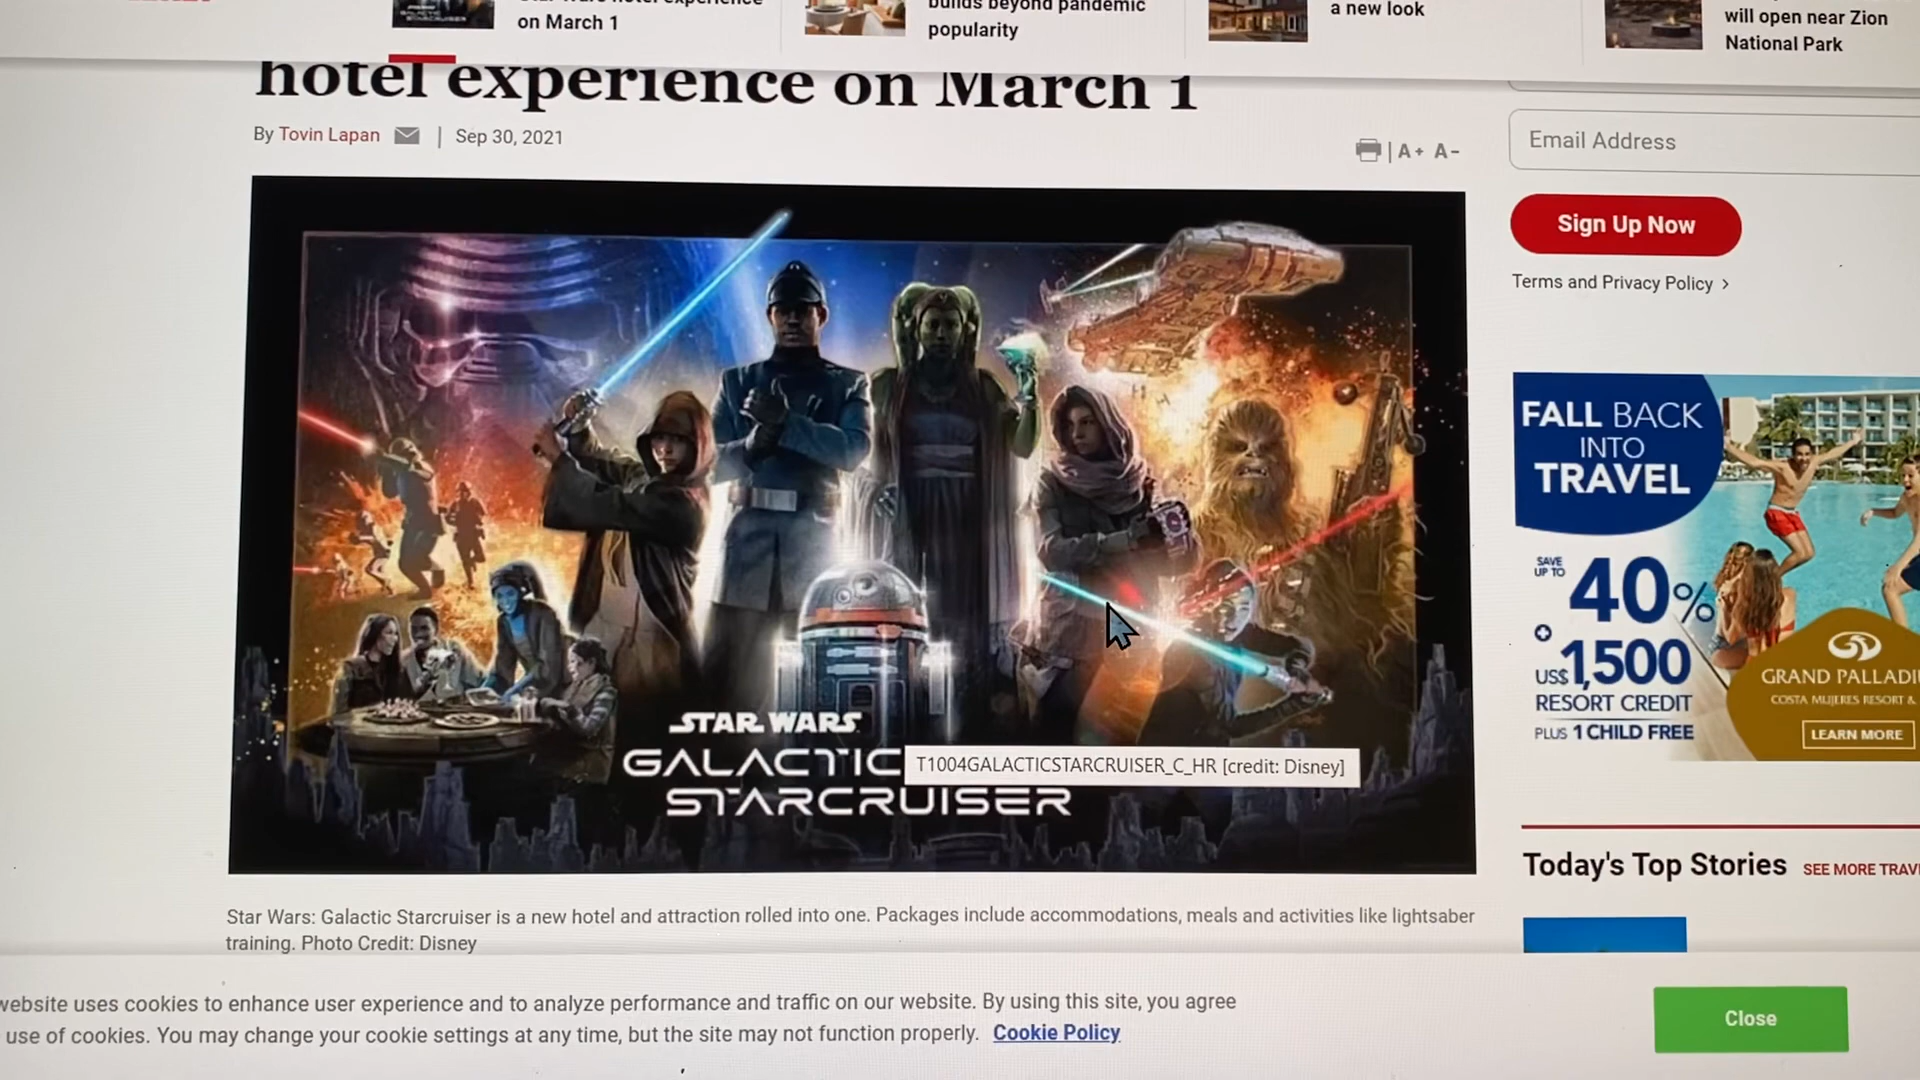 on March 1
builds beyond pandemic
popularity
a new look
will open near Zion
National Park
hotel experience on March 1
By Tovin Lapan | Sep 30, 2021
| A+ A-
Email Address
Sign Up Now
Terms and Privacy Policy >
STAR WARS
GALACTIC
STARCRUISER
T1004GALACTICSTARCRUISER_C_HR [credit: Disney]
FALL BACK
INTO
TRAVEL
SAVE
UP TO
40%
+
US$1,500
RESORT CREDIT
PLUS 1 CHILD FREE
GRAND PALLADIU
COSTA MUJERES RESORT &
LEARN MORE
Today's Top Stories SEE MORE TRAV
Star Wars: Galactic Starcruiser is a new hotel and attraction rolled into one. Packages include accommodations, meals and activities like lightsaber
training. Photo Credit: Disney
website uses cookies to enhance user experience and to analyze performance and traffic on our website. By using this site, you agree
use of cookies. You may change your cookie settings at any time, but the site may not function properly. Cookie Policy
Close